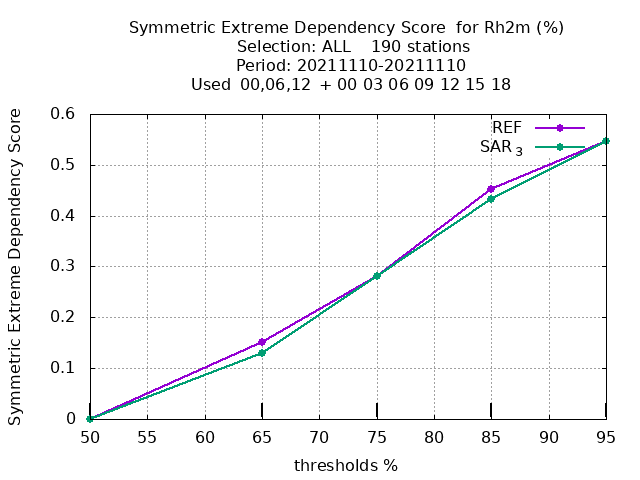 Symmetric Extreme Dependency Score  for Rh2m (%)
Selection: ALL    190 stations
Period: 20211110-20211110
Used  00,06,12  + 00 03 06 09 12 15 18
REF
SAR 3
Symmetric Extreme Dependency Score
0.6
0.5
0.4
0.3
0.2
0.1
0
50 55 60 65 70 75 80 85 90 95
thresholds %